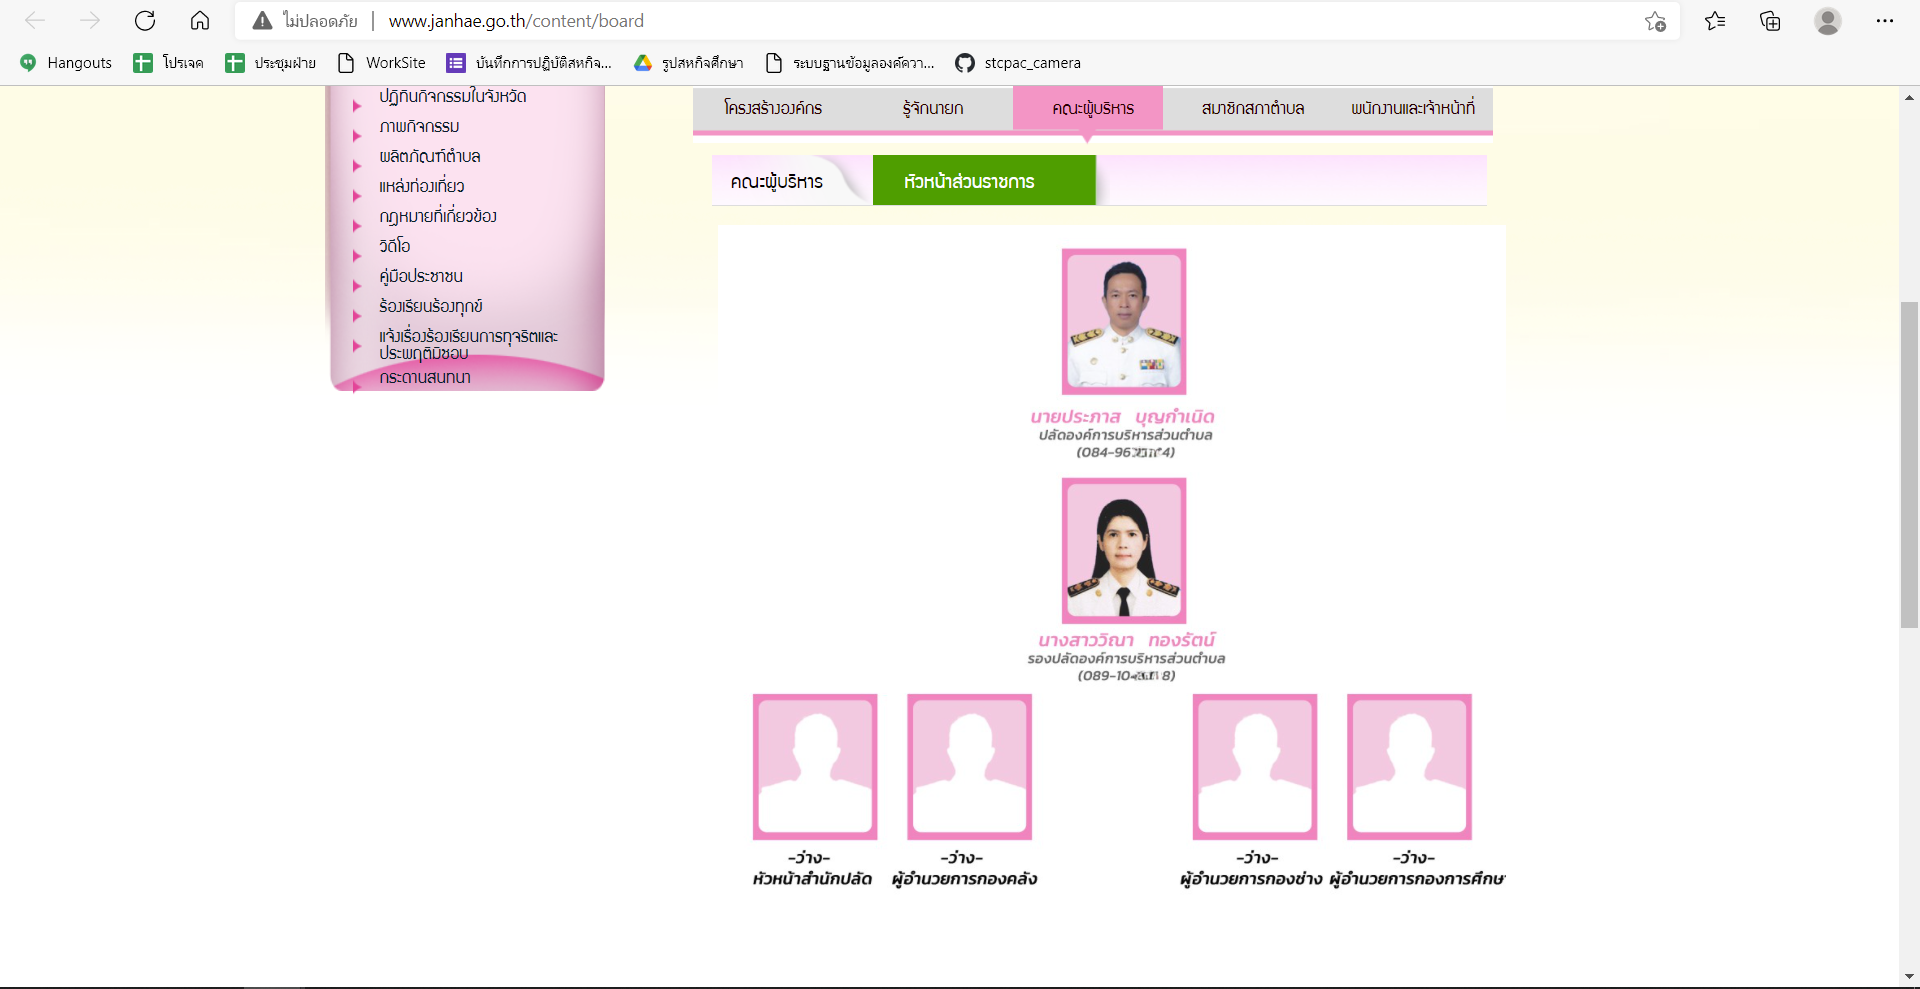 ไม่ปลอดภัย | www.janhae.go.th/content/board
Hangouts โปรเจค ประชุมฝ่าย WorkSite บันทึกการปฏิบัติสหกิจ... รูปสหกิจศึกษา ระบบฐานข้อมูลองค์ควา... stcpac_camera
ปฏิทินกิจกรรมในจังหวัด
ภาพกิจกรรม
ผลิตภัณฑ์ตำบล
แหล่งท่องเที่ยว
กฎหมายที่เกี่ยวข้อง
วิดีโอ
คู่มือประชาชน
ร้องเรียนร้องทุกข์
แจ้งเรื่องร้องเรียนการทุจริตและ
ประพฤติมิชอบ
กระดานสนทนา
โครงสร้างองค์กร รู้จักนายก คณะผู้บริหาร สมาชิกสภาตำบล พนักงานและเจ้าหน้าที่
คณะผู้บริหาร หัวหน้าส่วนราชการ
นายประภาส บุญกำเนิด
ปลัดองค์การบริหารส่วนตำบล
(084-96 4)
นางสาววิณา ทองรัตน์
รองปลัดองค์การบริหารส่วนตำบล
(089-10 8)
-ว่าง- -ว่าง- -ว่าง- -ว่าง-
หัวหน้าสำนักปลัด ผู้อำนวยการกองคลัง ผู้อำนวยการกองช่าง ผู้อำนวยการกองการศึกษ